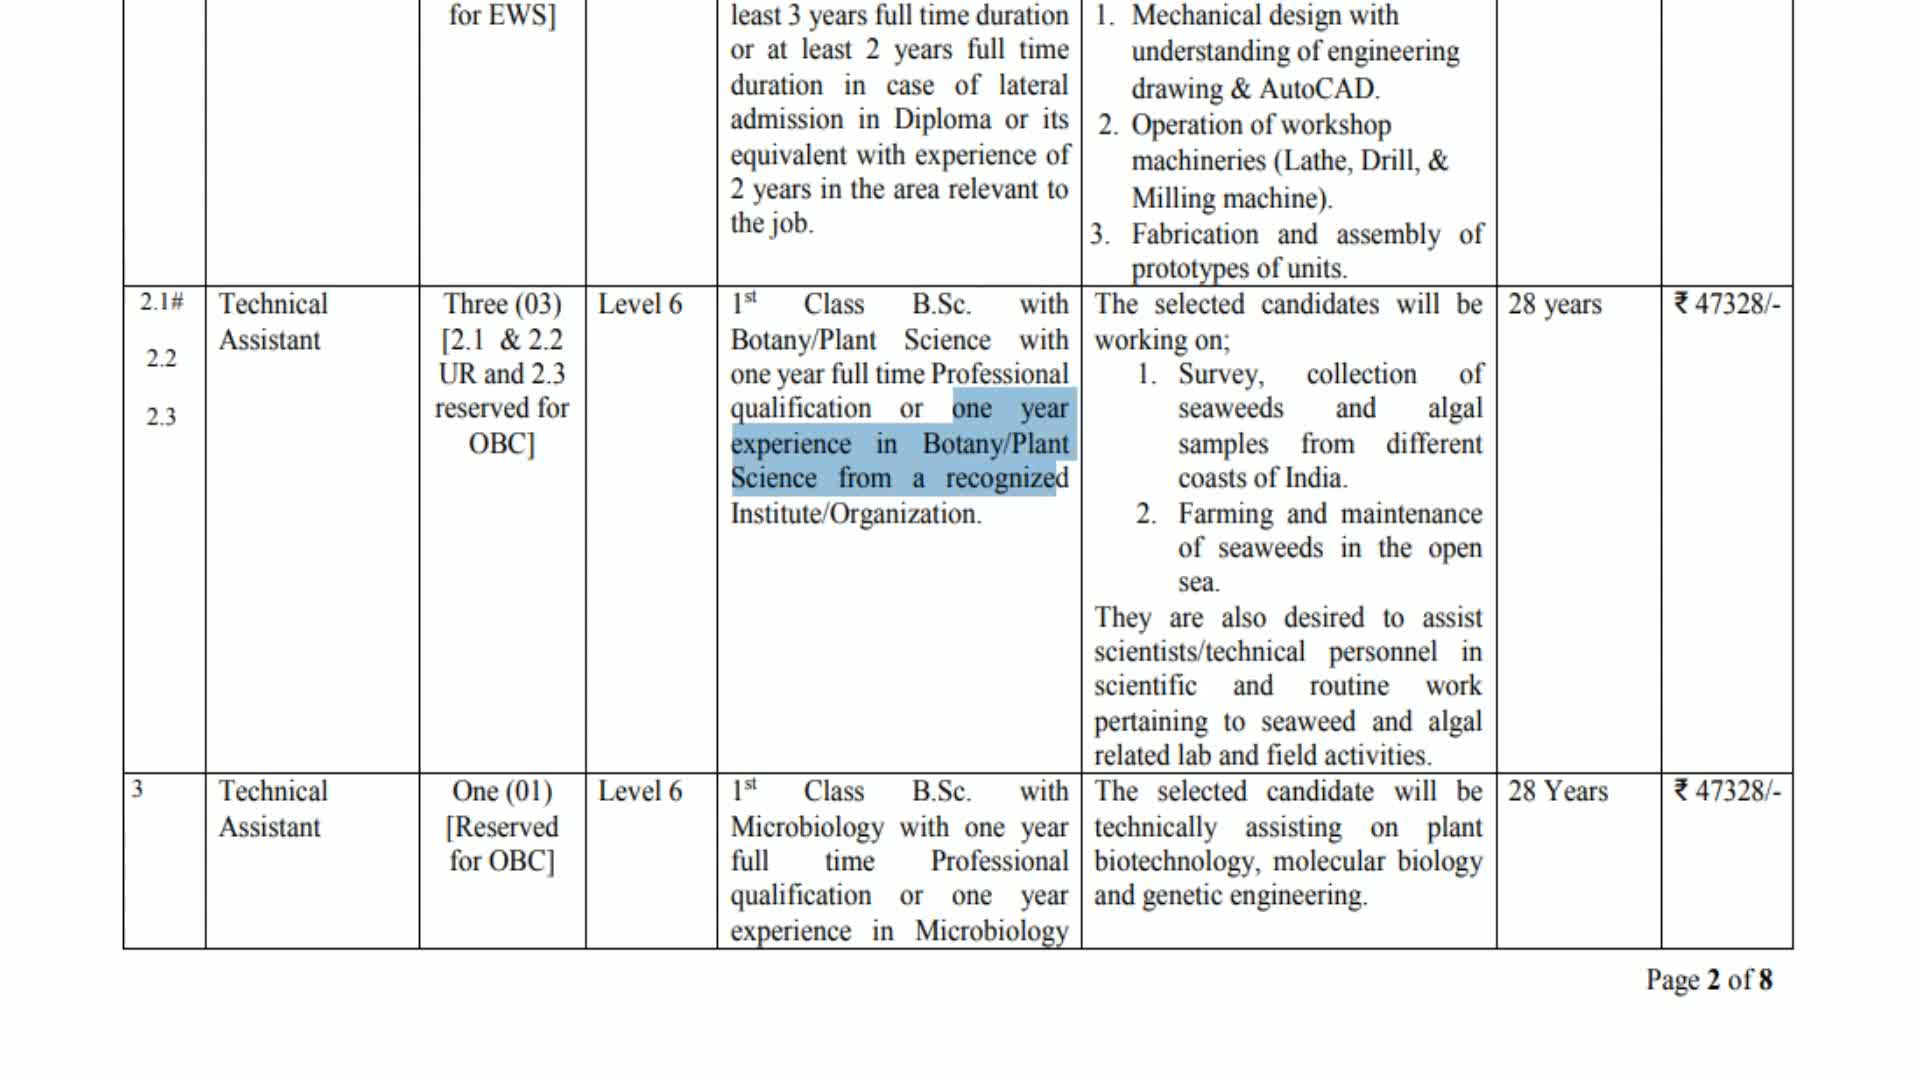 for EWS]
least 3 years full time duration
or at least 2 years full time
duration in case of lateral
admission in Diploma or its
equivalent with experience of
2 years in the area relevant to
the job.
1. Mechanical design with
understanding of engineering
drawing & AutoCAD.
2. Operation of workshop
machineries (Lathe, Drill, &
Milling machine).
3. Fabrication and assembly of
prototypes of units.
2.1#
2.2
2.3
Technical
Assistant
Three (03)
[2.1 & 2.2
UR and 2.3
reserved for
OBC]
Level 6
1st Class B.Sc. with
Botany/Plant Science with
one year full time Professional
qualification or one year
experience in Botany/Plant
Science from a recognized
Institute/Organization.
The selected candidates will be
working on;
1. Survey, collection of
seaweeds and algal
samples from different
coasts of India.
2. Farming and maintenance
of seaweeds in the open
sea.
They are also desired to assist
scientists/technical personnel in
scientific and routine work
pertaining to seaweed and algal
related lab and field activities.
28 years
₹ 47328/-
3
Technical
Assistant
One (01)
[Reserved
for OBC]
Level 6
1st Class B.Sc. with
Microbiology with one year
full time Professional
qualification or one year
experience in Microbiology
The selected candidate will be
technically assisting on plant
biotechnology, molecular biology
and genetic engineering.
28 Years
₹ 47328/-
Page 2 of 8